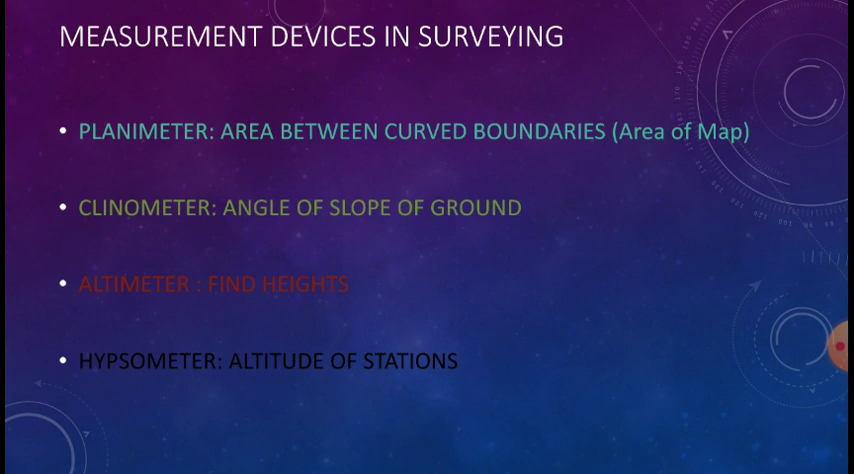 MEASUREMENT DEVICES IN SURVEYING
• PLANIMETER: AREA BETWEEN CURVED BOUNDARIES (Area of Map)
• CLINOMETER: ANGLE OF SLOPE OF GROUND
• ALTIMETER : FIND HEIGHTS
• HYPSOMETER: ALTITUDE OF STATIONS